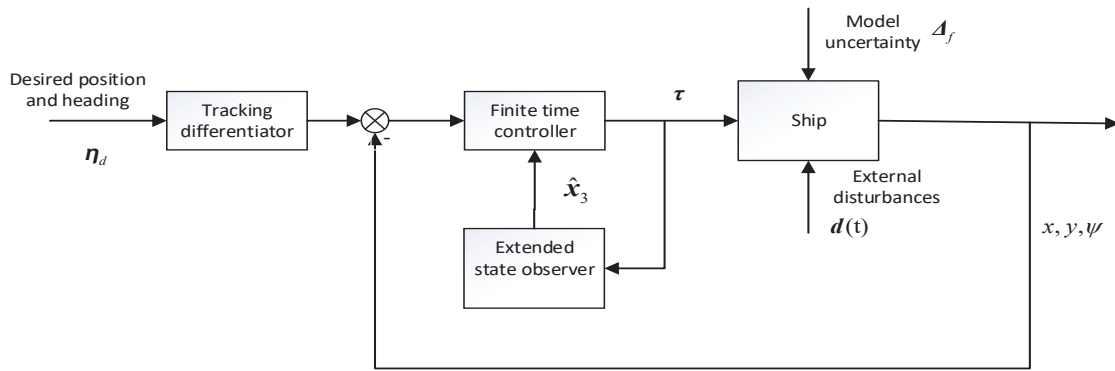 Desired position
and heading
η_d
Tracking
differentiator
-
Finite time
controller
x̂₃
Extended
state observer
τ
Model
uncertainty Δ_f
Ship
External
disturbances
d(t)
x, y, ψ